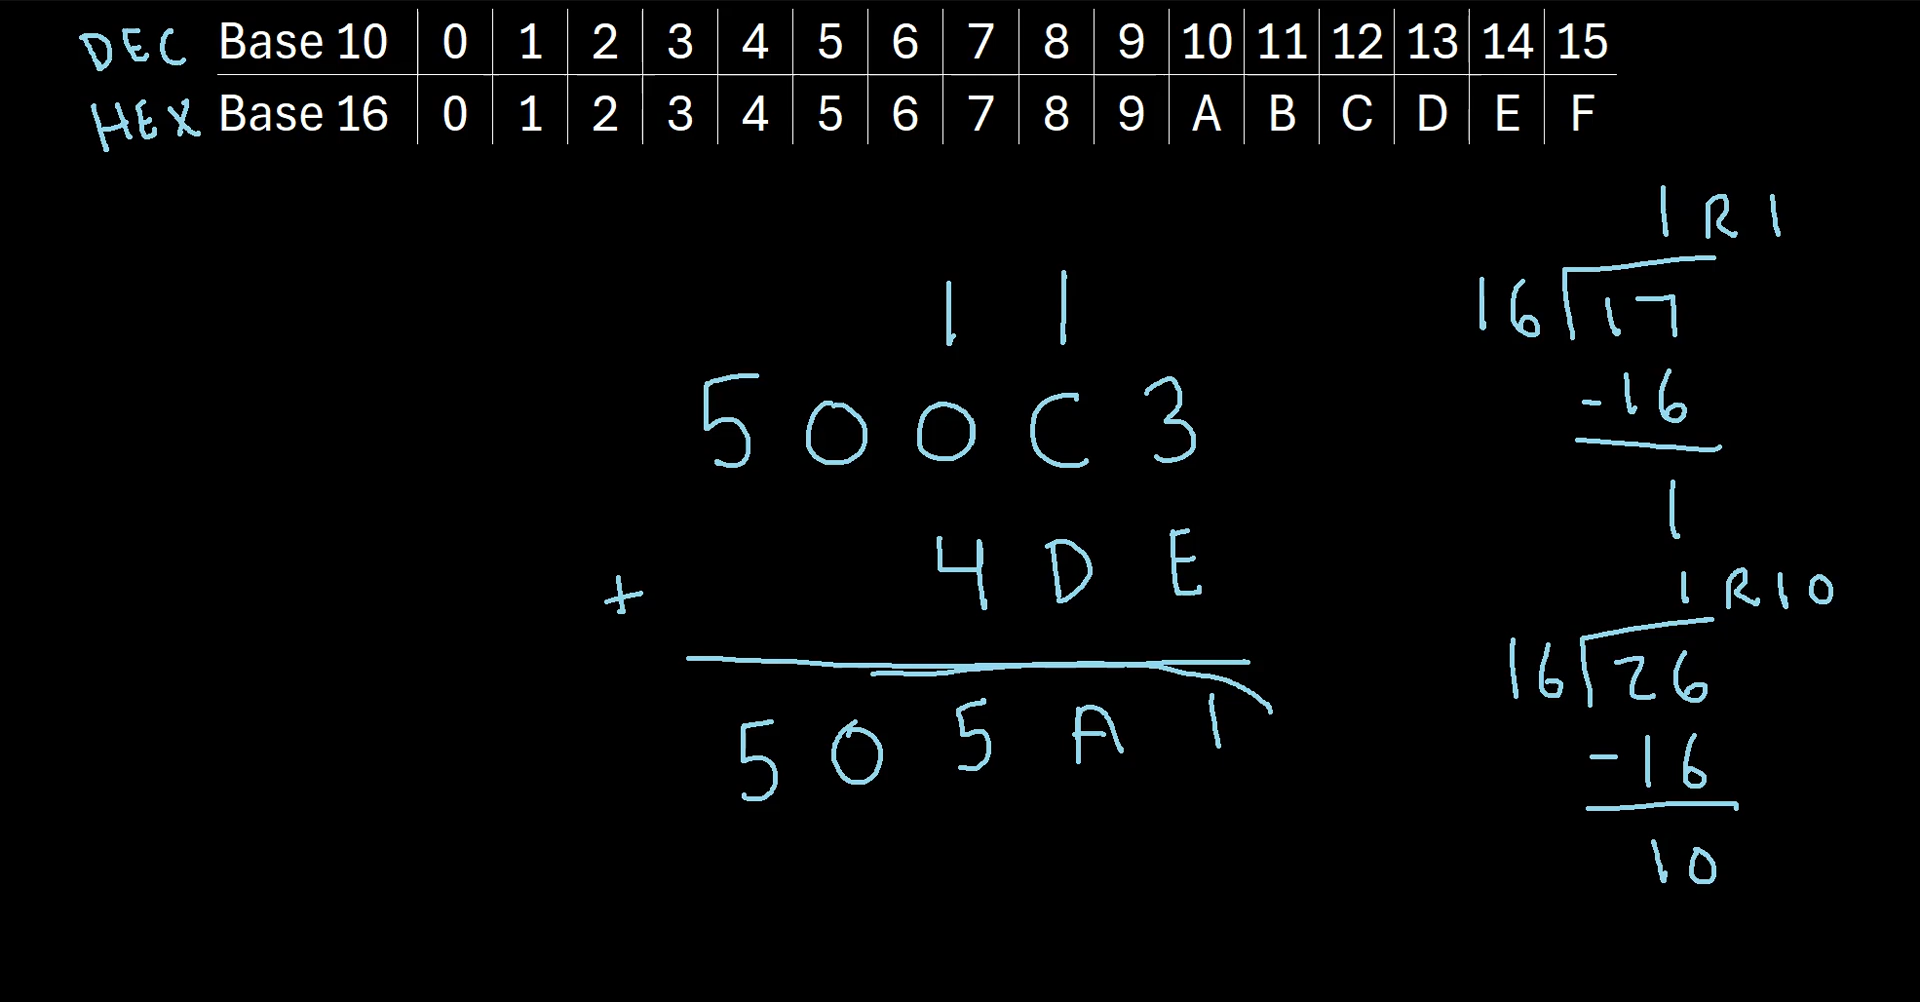 DEC Base 10 0 1 2 3 4 5 6 7 8 9 10 11 12 13 14 15
HEX Base 16 0 1 2 3 4 5 6 7 8 9 A B C D E F
1 1
5 0 0 C 3
+ 4 D E
5 0 5 A 1
1 R 1
16 17
-16
1
1 R 10
16 26
-16
10